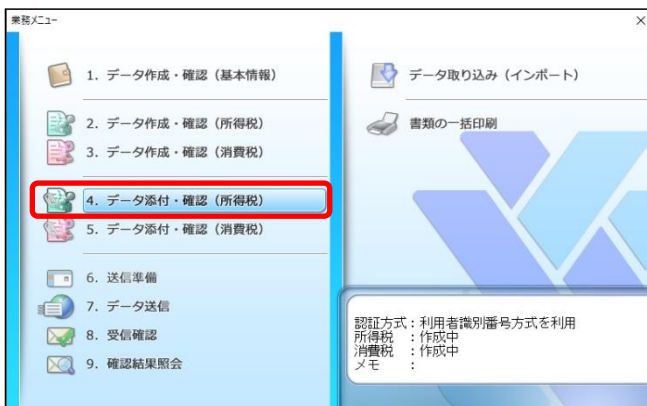 業務メニュー
1. データ作成・確認（基本情報）
2. データ作成・確認（所得税）
3. データ作成・確認（消費税）
4. データ添付・確認（所得税）
5. データ添付・確認（消費税）
6. 送信準備
7. データ送信
8. 受信確認
9. 確認結果照会
データ取り込み（インポート）
書類の一括印刷
認証方式：利用者識別番号方式を利用
所得税　：作成中
消費税　：作成中
メモ　　：